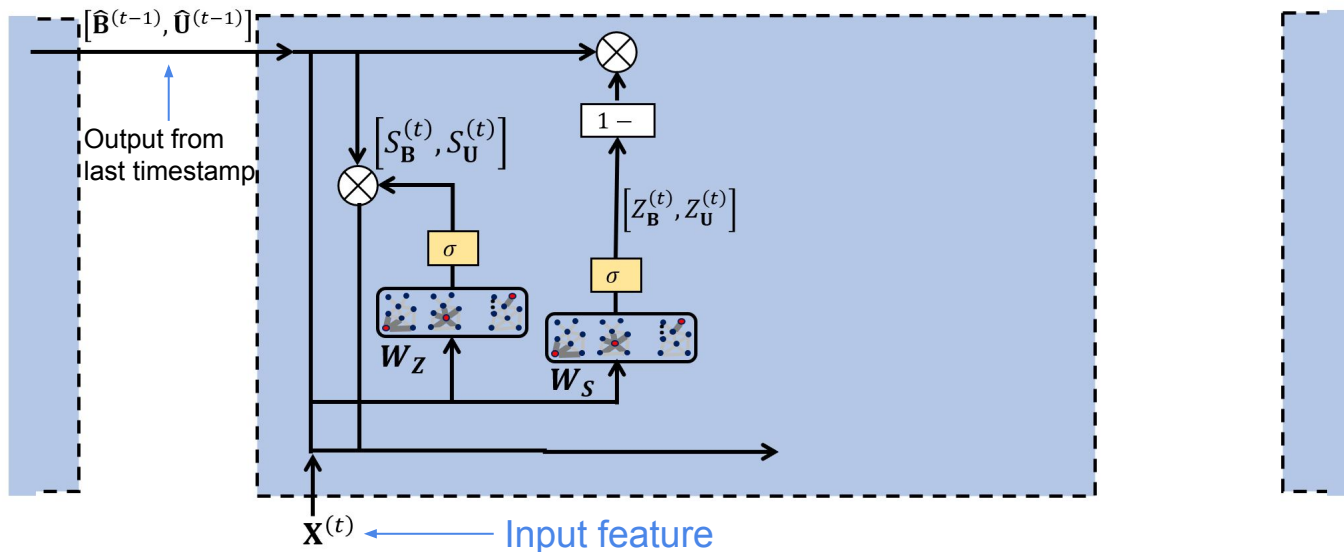 [B̂^(t−1), Û^(t−1)]
Output from
last timestamp
1 −
[S_B^(t), S_U^(t)]
[Z_B^(t), Z_U^(t)]
σ
σ
W_Z
W_S
X^(t)
Input feature